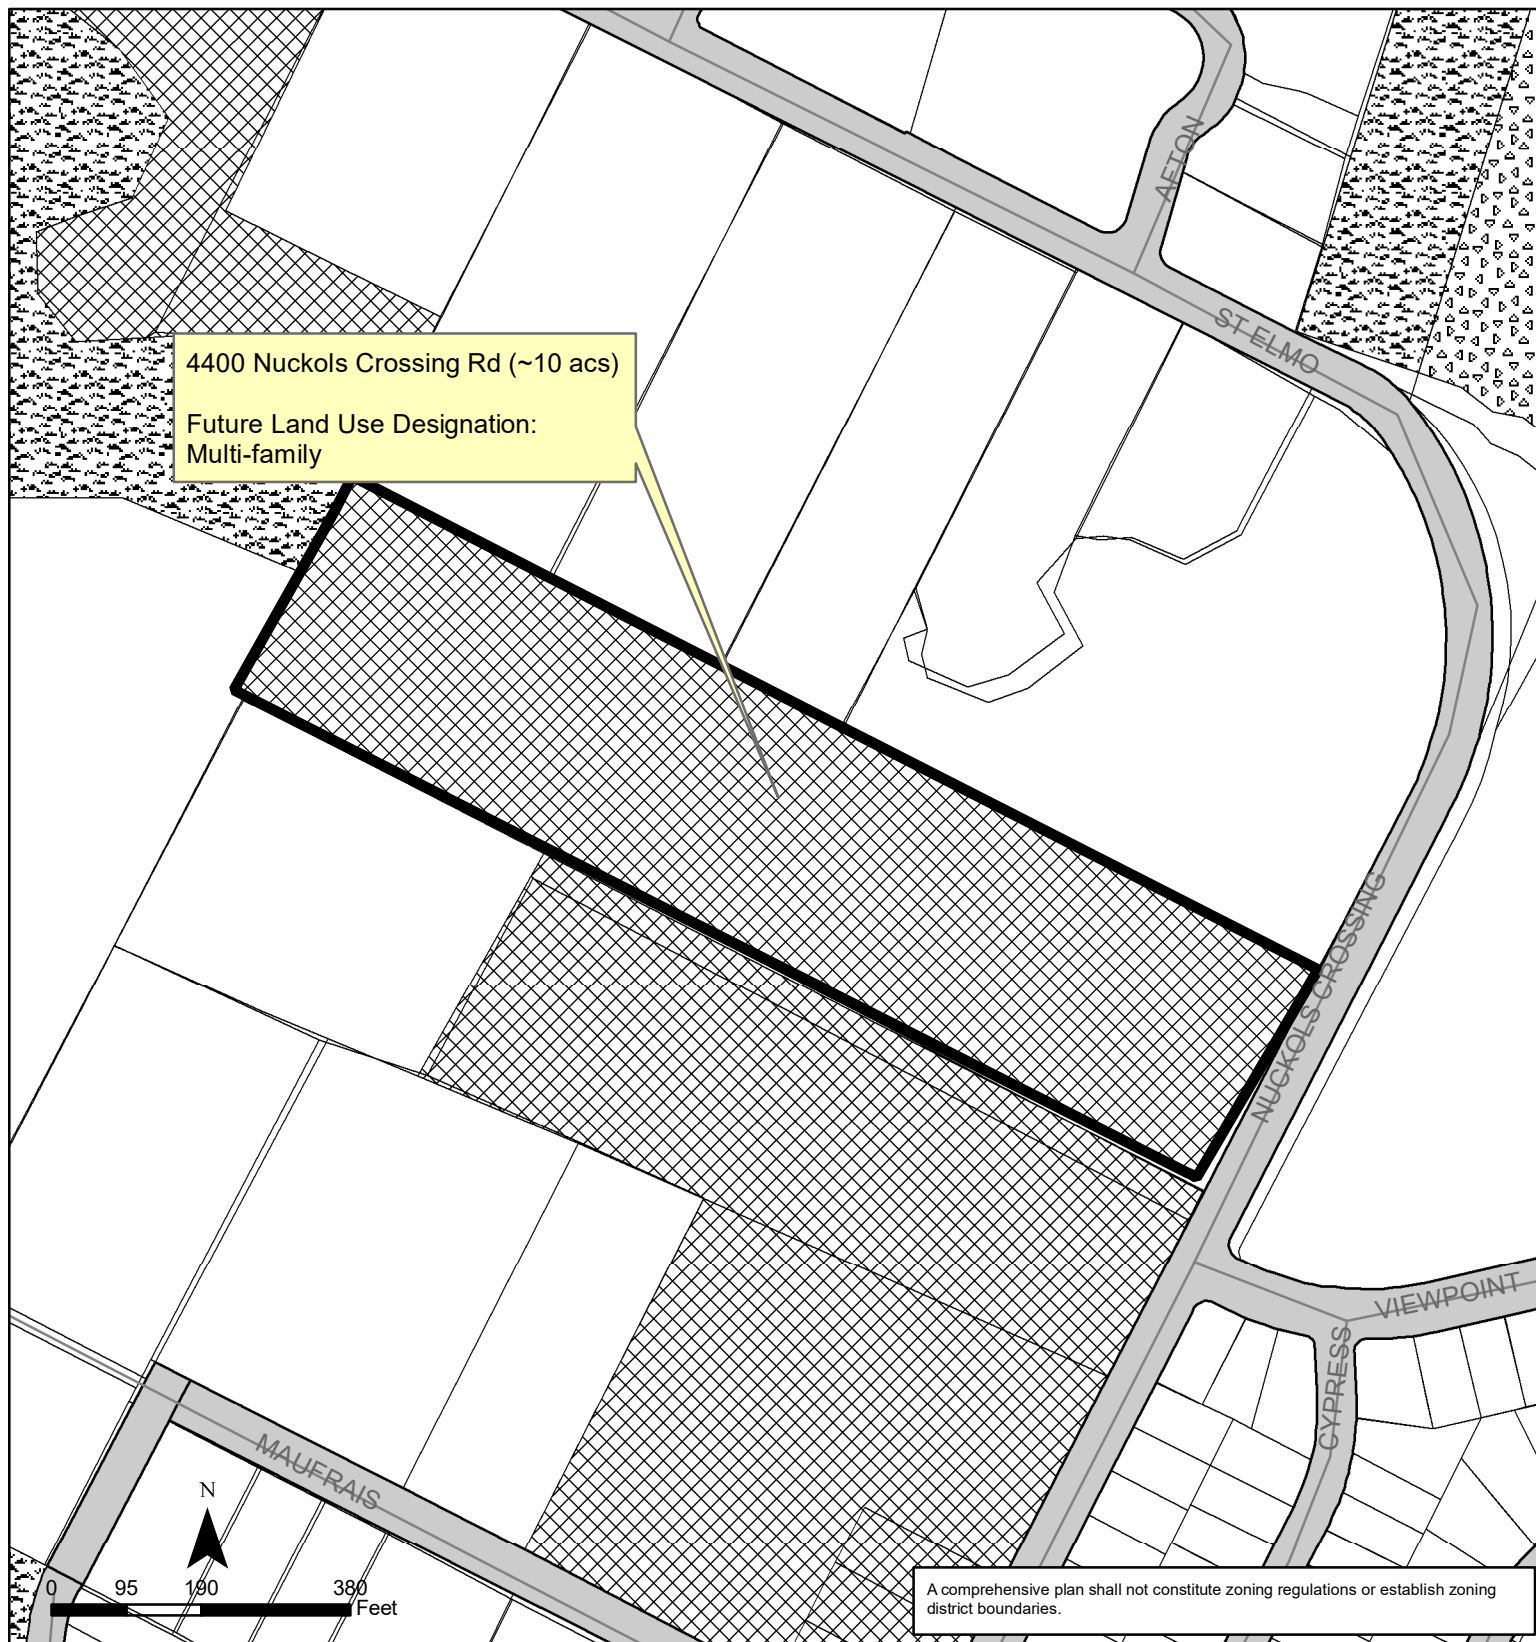 AFTON
ST ELMO
4400 Nuckols Crossing Rd (~10 acs)
Future Land Use Designation:
Multi-family
NUCKOLS CROSSING
VIEWPOINT
CYPRESS
MAUFRAIS
N
0 95 190 380
Feet
A comprehensive plan shall not constitute zoning regulations or establish zoning
district boundaries.